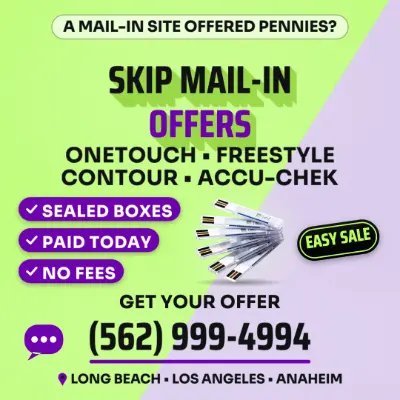 A MAIL-IN SITE OFFERED PENNIES?
SKIP MAIL-IN
OFFERS
ONETOUCH • FREESTYLE
CONTOUR • ACCU-CHEK
SEALED BOXES
PAID TODAY
NO FEES
EASY SALE
GET YOUR OFFER
(562) 999-4994
LONG BEACH • LOS ANGELES • ANAHEIM